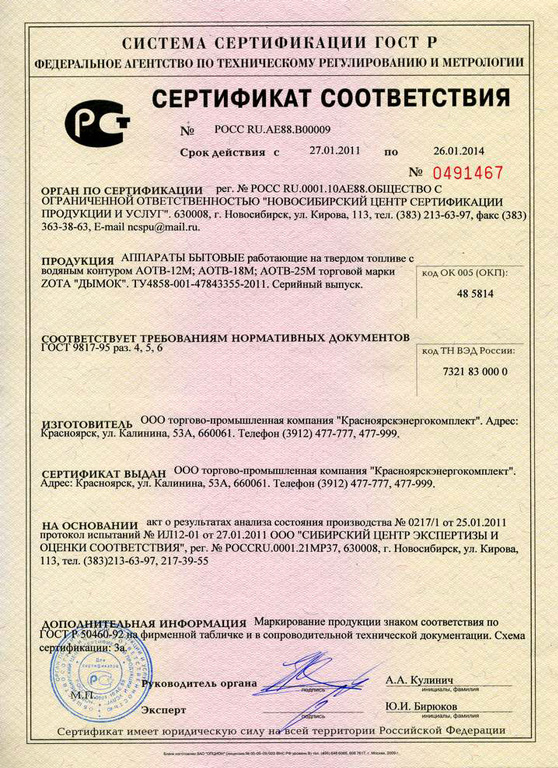 СИСТЕМА СЕРТИФИКАЦИИ ГОСТ Р
ФЕДЕРАЛЬНОЕ АГЕНТСТВО ПО ТЕХНИЧЕСКОМУ РЕГУЛИРОВАНИЮ И МЕТРОЛОГИИ
СЕРТИФИКАТ СООТВЕТСТВИЯ
№ РОСС RU.АЕ88.В00009
Срок действия с 27.01.2011 по 26.01.2014
№ 0491467
ОРГАН ПО СЕРТИФИКАЦИИ рег. № РОСС RU.0001.10АЕ88.ОБЩЕСТВО С
ОГРАНИЧЕННОЙ ОТВЕТСТВЕННОСТЬЮ "НОВОСИБИРСКИЙ ЦЕНТР СЕРТИФИКАЦИИ
ПРОДУКЦИИ И УСЛУГ". 630008, г. Новосибирск, ул. Кирова, 113, тел. (383) 213-63-97, факс (383)
363-38-63, E-mail ncspu@mail.ru.
ПРОДУКЦИЯ АППАРАТЫ БЫТОВЫЕ работающие на твердом топливе с
водяным контуром АОТВ-12М; АОТВ-18М; АОТВ-25М торговой марки
ZOTA "ДЫМОК". ТУ4858-001-47843355-2011. Серийный выпуск.
код ОК 005 (ОКП):
48 5814
СООТВЕТСТВУЕТ ТРЕБОВАНИЯМ НОРМАТИВНЫХ ДОКУМЕНТОВ
ГОСТ 9817-95 раз. 4, 5, 6
код ТН ВЭД России:
7321 83 000 0
ИЗГОТОВИТЕЛЬ ООО торгово-промышленная компания "Красноярскэнергокомплект". Адрес:
Красноярск, ул. Калинина, 53А, 660061. Телефон (3912) 477-777, 477-999.
СЕРТИФИКАТ ВЫДАН ООО торгово-промышленная компания "Красноярскэнергокомплект".
Адрес: Красноярск, ул. Калинина, 53А, 660061. Телефон (3912) 477-777, 477-999.
НА ОСНОВАНИИ акт о результатах анализа состояния производства № 0217/1 от 25.01.2011
протокол испытаний № ИЛ12-01 от 27.01.2011 ООО "СИБИРСКИЙ ЦЕНТР ЭКСПЕРТИЗЫ И
ОЦЕНКИ СООТВЕТСТВИЯ", рег. № РОССRU.0001.21МР37, 630008, г. Новосибирск, ул. Кирова,
113, тел. (383)213-63-97, 217-39-55
ДОПОЛНИТЕЛЬНАЯ ИНФОРМАЦИЯ Маркирование продукции знаком соответствия по
ГОСТ Р 50460-92 на фирменной табличке и в сопроводительной технической документации. Схема
сертификации: 3а.
Для
сертификатов
М.П.
Руководитель органа
подпись
А.А. Кулинич
инициалы, фамилия
Эксперт
подпись
Ю.И. Бирюков
инициалы, фамилия
Сертификат имеет юридическую силу на всей территории Российской Федерации